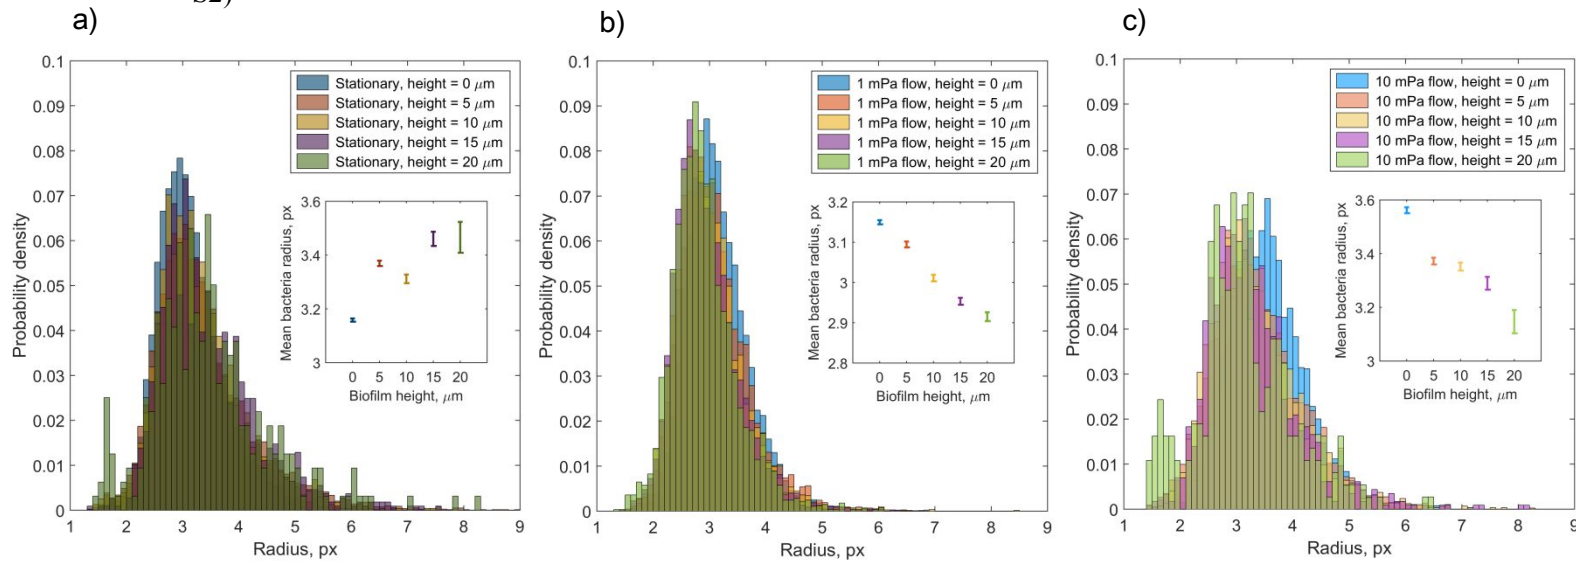 S2)
a)
0.1
0.09
0.08
0.07
0.06
0.05
0.04
0.03
0.02
0.01
0
Probability density
1 2 3 4 5 6 7 8 9
Radius, px
Stationary, height = 0 μm
Stationary, height = 5 μm
Stationary, height = 10 μm
Stationary, height = 15 μm
Stationary, height = 20 μm
3.6
3.4
3.2
3
Mean bacteria radius, px
0 5 10 15 20
Biofilm height, μm
b)
0.1
0.09
0.08
0.07
0.06
0.05
0.04
0.03
0.02
0.01
0
Probability density
1 2 3 4 5 6 7 8 9
Radius, px
1 mPa flow, height = 0 μm
1 mPa flow, height = 5 μm
1 mPa flow, height = 10 μm
1 mPa flow, height = 15 μm
1 mPa flow, height = 20 μm
3.2
3.1
3
2.9
2.8
Mean bacteria radius, px
0 5 10 15 20
Biofilm height, μm
c)
0.1
0.09
0.08
0.07
0.06
0.05
0.04
0.03
0.02
0.01
0
Probability density
1 2 3 4 5 6 7 8 9
Radius, px
10 mPa flow, height = 0 μm
10 mPa flow, height = 5 μm
10 mPa flow, height = 10 μm
10 mPa flow, height = 15 μm
10 mPa flow, height = 20 μm
3.6
3.4
3.2
3
Mean bacteria radius, px
0 5 10 15 20
Biofilm height, μm